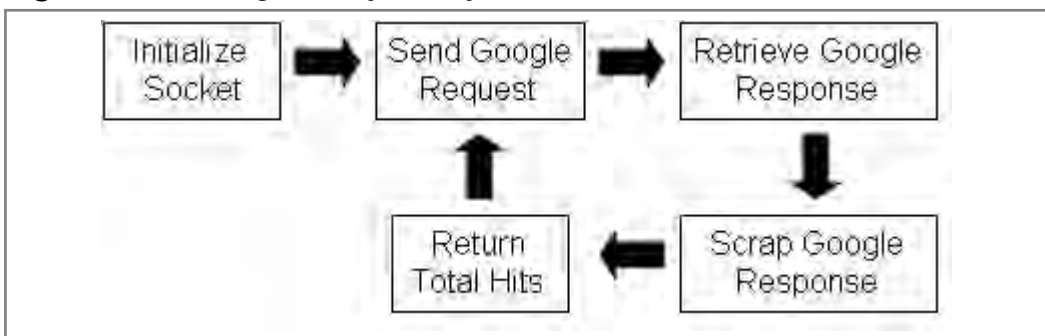 Initialize
Socket
Send Google
Request
Retrieve Google
Response
Return
Total Hits
Scrap Google
Response